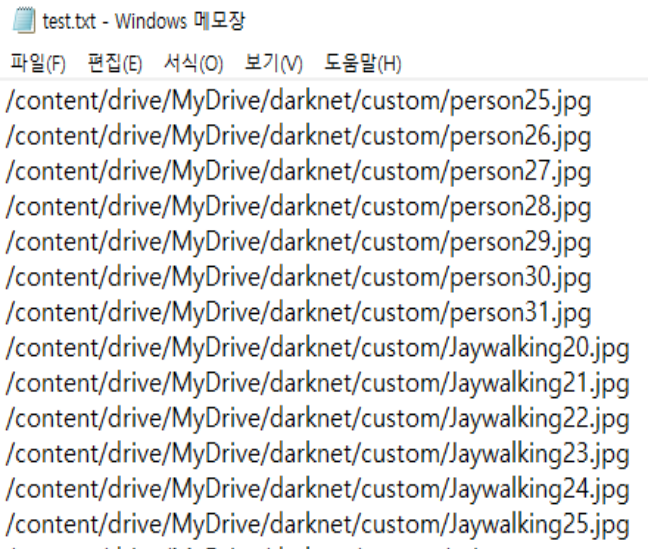 test.txt - Windows 메모장
파일(F) 편집(E) 서식(O) 보기(V) 도움말(H)
/content/drive/MyDrive/darknet/custom/person25.jpg
/content/drive/MyDrive/darknet/custom/person26.jpg
/content/drive/MyDrive/darknet/custom/person27.jpg
/content/drive/MyDrive/darknet/custom/person28.jpg
/content/drive/MyDrive/darknet/custom/person29.jpg
/content/drive/MyDrive/darknet/custom/person30.jpg
/content/drive/MyDrive/darknet/custom/person31.jpg
/content/drive/MyDrive/darknet/custom/Jaywalking20.jpg
/content/drive/MyDrive/darknet/custom/Jaywalking21.jpg
/content/drive/MyDrive/darknet/custom/Jaywalking22.jpg
/content/drive/MyDrive/darknet/custom/Jaywalking23.jpg
/content/drive/MyDrive/darknet/custom/Jaywalking24.jpg
/content/drive/MyDrive/darknet/custom/Jaywalking25.jpg